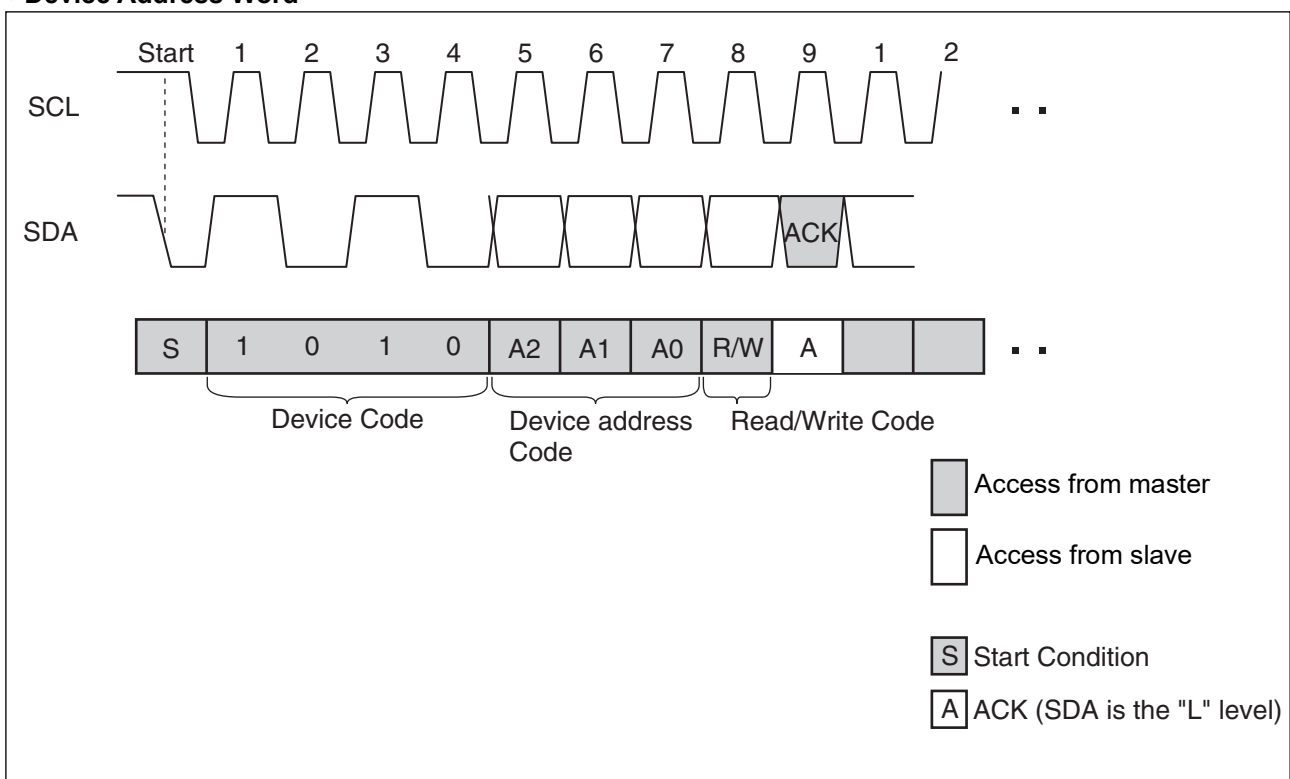 Device Address Word
Start 1 2 3 4 5 6 7 8 9 1 2
SCL
SDA
ACK
S 1 0 1 0 A2 A1 A0 R/W A
Device Code
Device address
Code
Read/Write Code
Access from master
Access from slave
S Start Condition
A ACK (SDA is the "L" level)